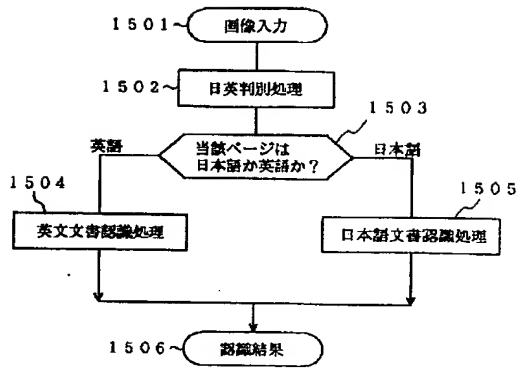 1501 画像入力
1502 日英判別処理
1503
当該ページは
日本語か英語か？
英語
日本語
1504
1505
英文文書認識処理
日本語文書認識処理
1506 認識結果